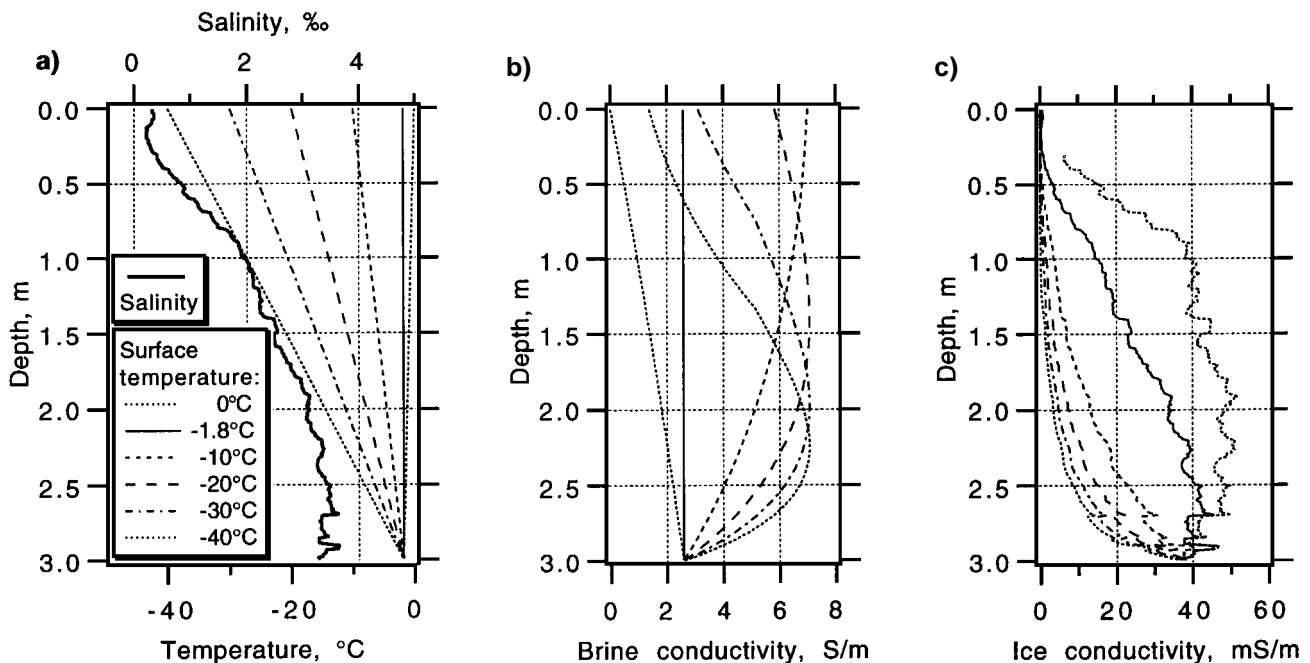 Salinity, ‰
0 2 4
a)
0.0
0.5
1.0
1.5
2.0
2.5
3.0
Depth, m
Salinity
Surface
temperature:
0°C
-1.8°C
-10°C
-20°C
-30°C
-40°C
-40 -20 0
Temperature, °C
b)
0.0
0.5
1.0
1.5
2.0
2.5
3.0
Depth, m
0 2 4 6 8
Brine conductivity, S/m
c)
0.0
0.5
1.0
1.5
2.0
2.5
3.0
Depth, m
0 20 40 60
Ice conductivity, mS/m